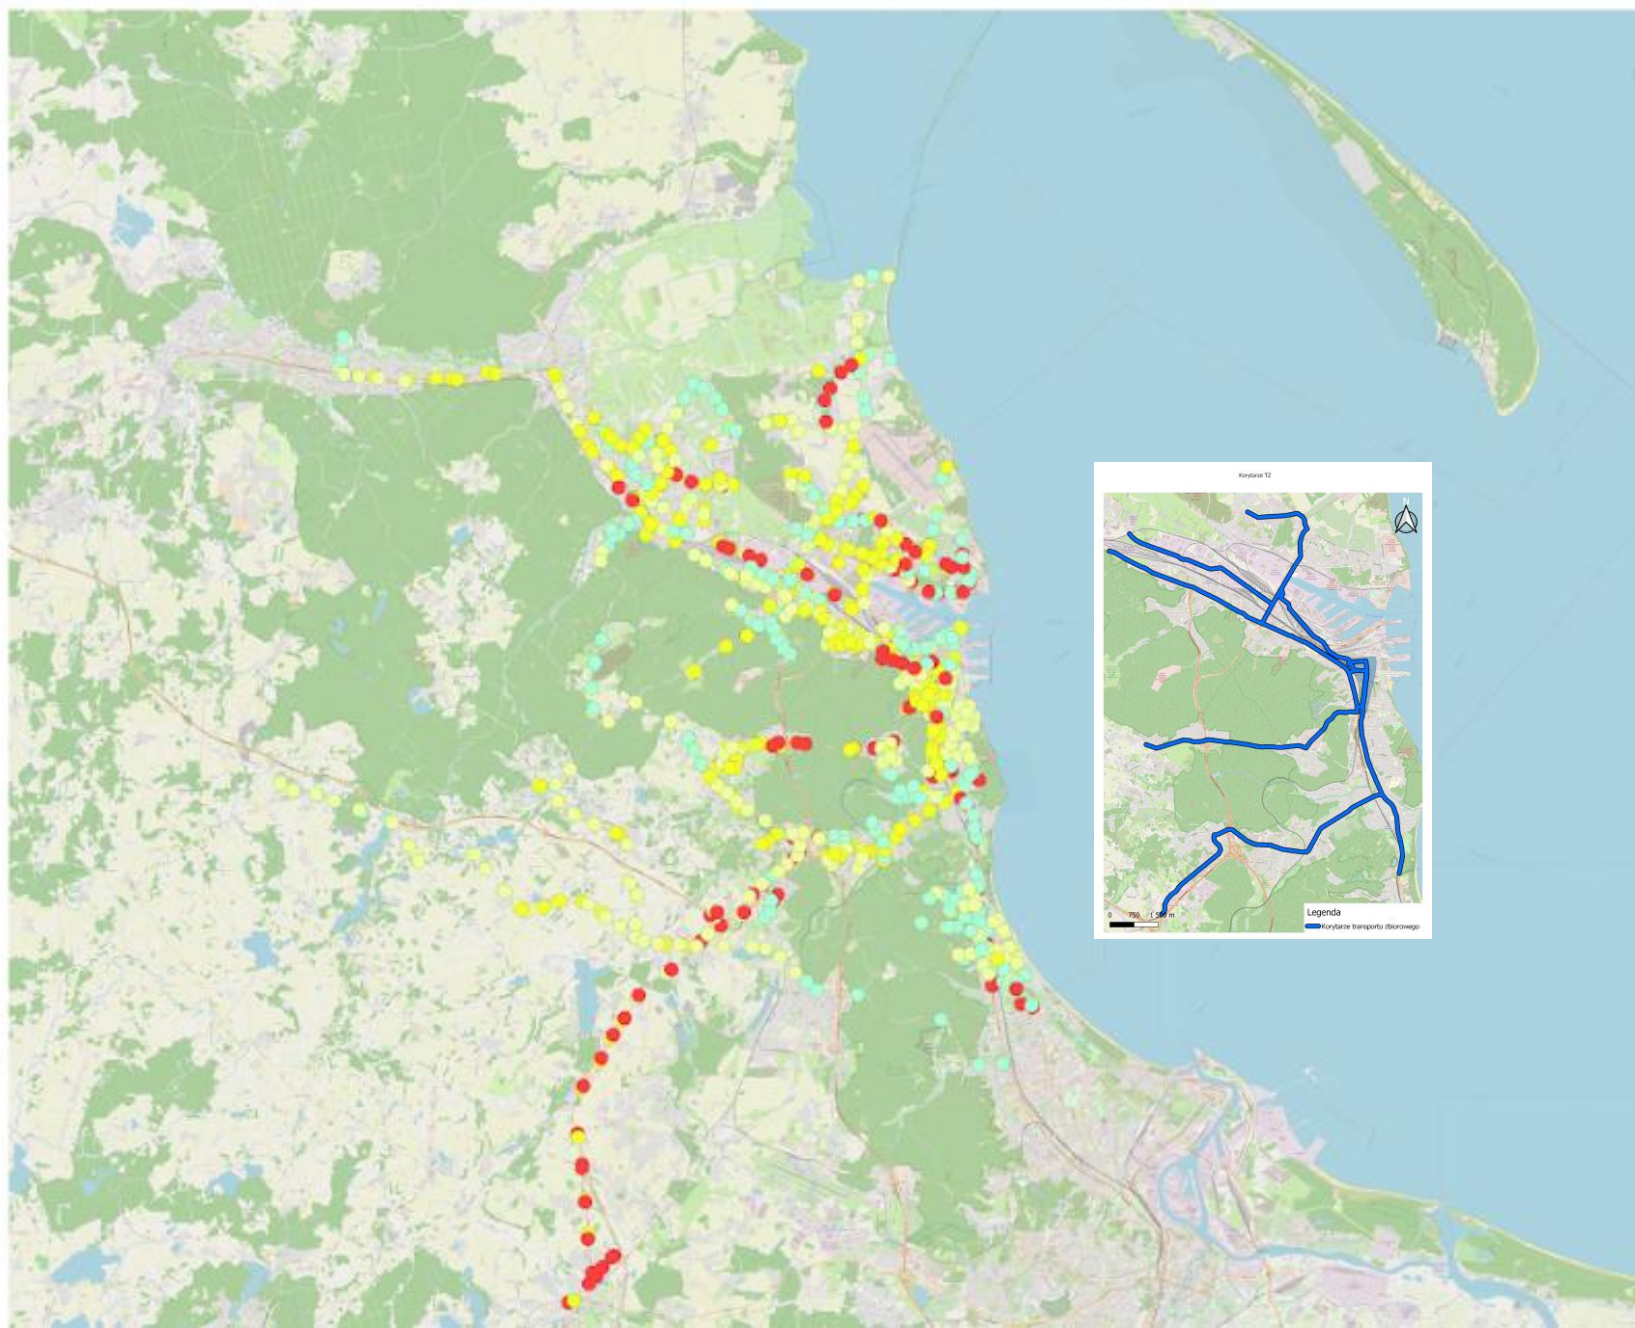 Korytarze TZ
N
0 750 1 500 m
Legenda
Korytarze transportu zbiorowego